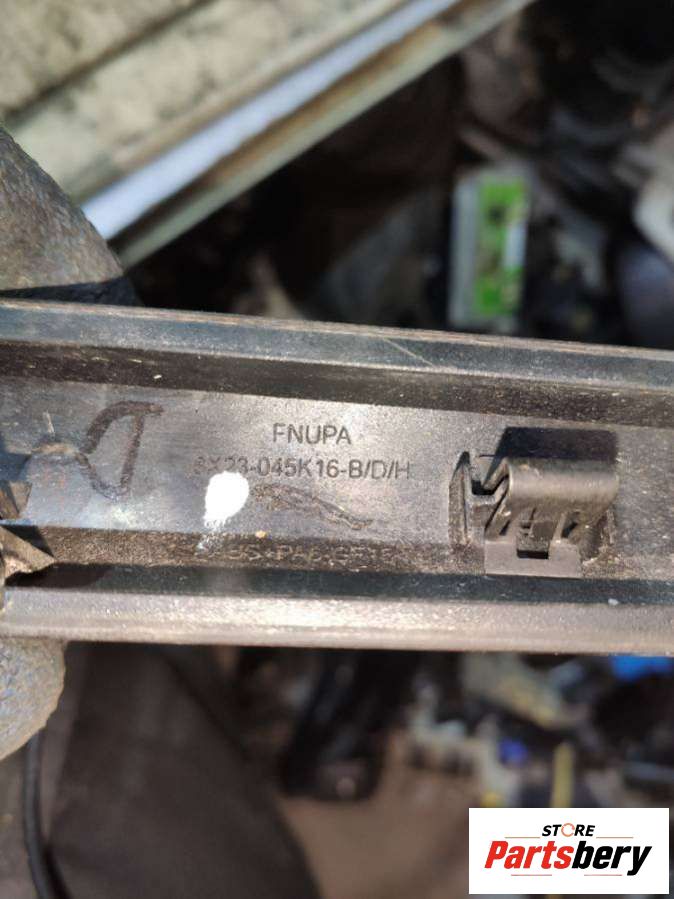 FNUPA
8X23-045K16-B/D/H
STORE
Partsbery